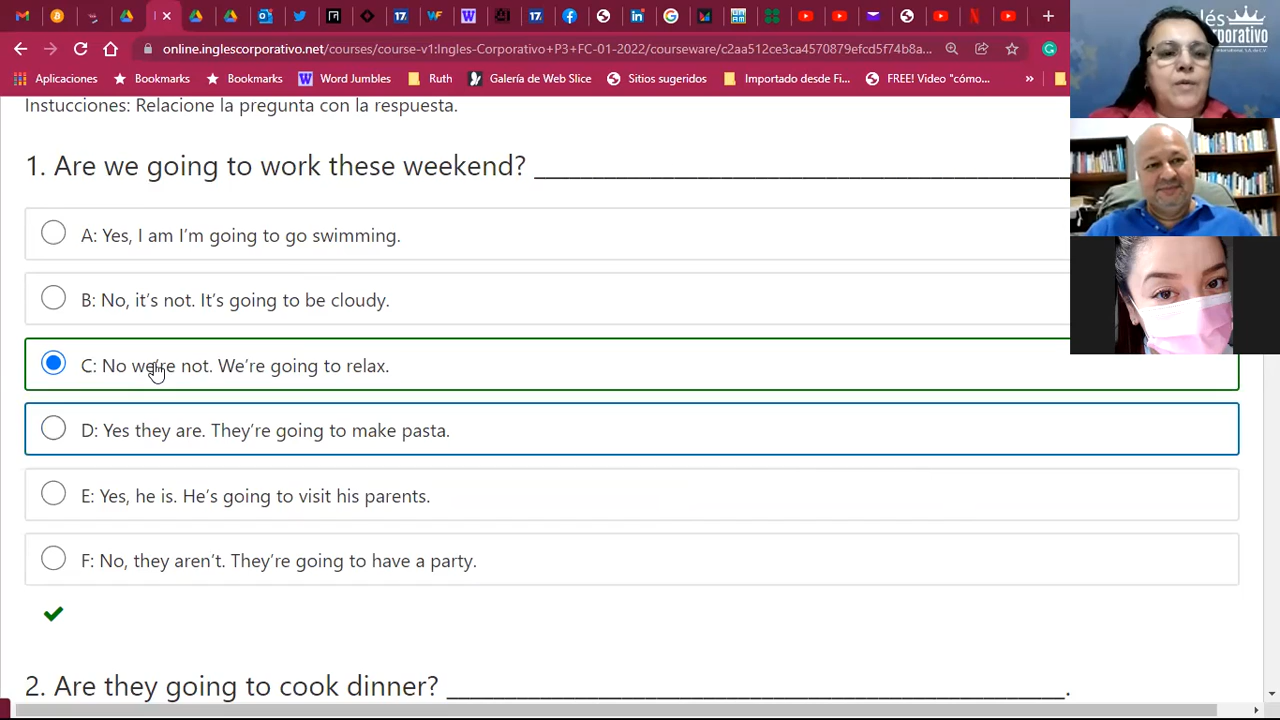 online.inglescorporativo.net/courses/course-v1:Ingles-Corporativo+P3+FC-01-2022/courseware/c2aa512ce3ca4570879efcd5f74b8a...
Aplicaciones Bookmarks Bookmarks Word Jumbles Ruth Galería de Web Slice Sitios sugeridos Importado desde Fi... FREE! Video "cómo... »
Instucciones: Relacione la pregunta con la respuesta.
1. Are we going to work these weekend? ________________________________________
A: Yes, I am I'm going to go swimming.
B: No, it's not. It's going to be cloudy.
C: No we're not. We're going to relax.
D: Yes they are. They're going to make pasta.
E: Yes, he is. He's going to visit his parents.
F: No, they aren't. They're going to have a party.
2. Are they going to cook dinner? ________________________________________.